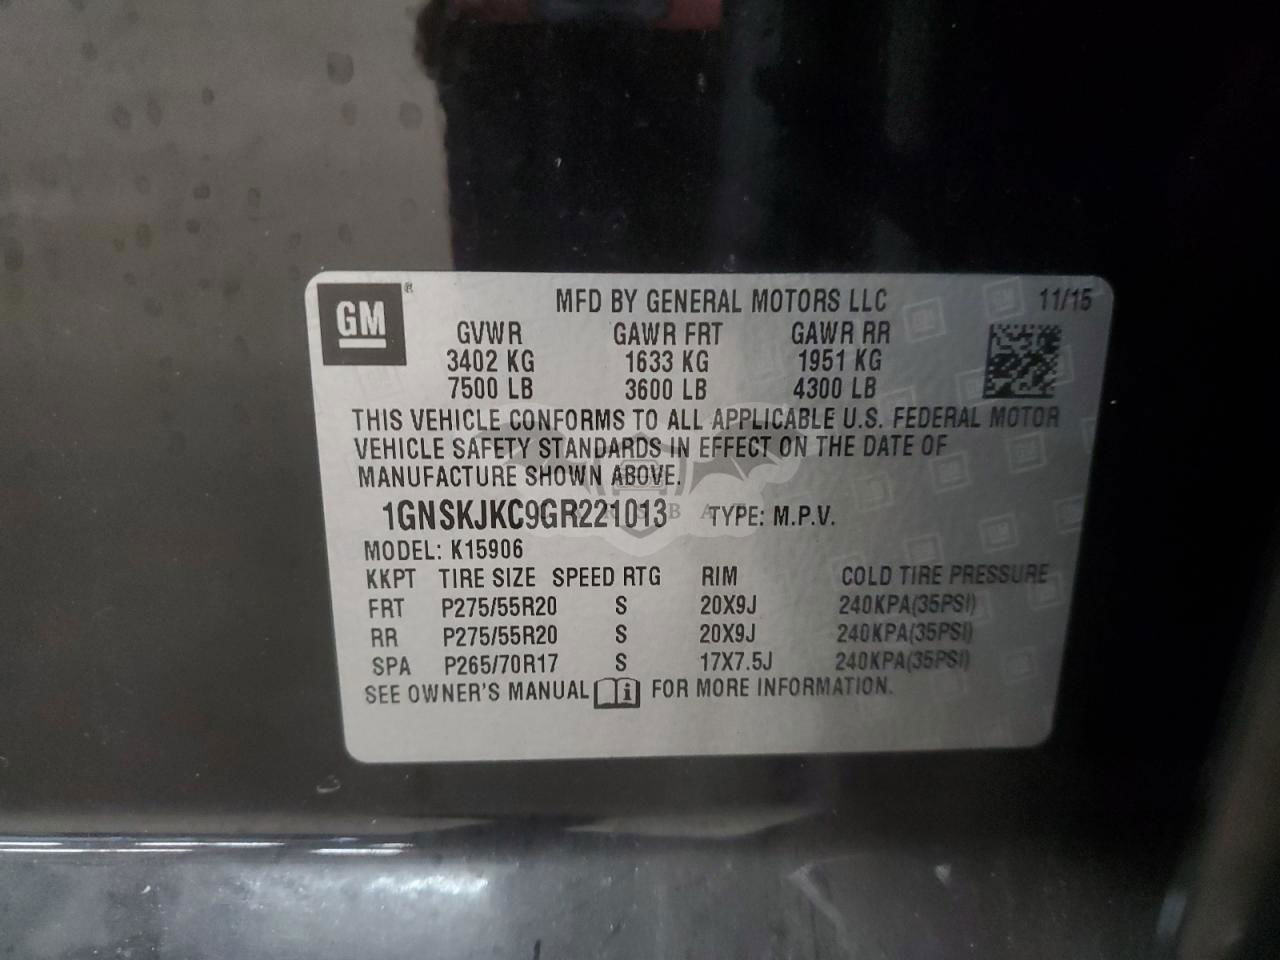 GM ®
MFD BY GENERAL MOTORS LLC 11/15
GVWR GAWR FRT GAWR RR
3402 KG 1633 KG 1951 KG
7500 LB 3600 LB 4300 LB
THIS VEHICLE CONFORMS TO ALL APPLICABLE U.S. FEDERAL MOTOR
VEHICLE SAFETY STANDARDS IN EFFECT ON THE DATE OF
MANUFACTURE SHOWN ABOVE.
1GNSKJKC9GR221013 TYPE: M.P.V.
MODEL: K15906
KKPT TIRE SIZE SPEED RTG RIM COLD TIRE PRESSURE
FRT P275/55R20 S 20X9J 240KPA(35PSI)
RR P275/55R20 S 20X9J 240KPA(35PSI)
SPA P265/70R17 S 17X7.5J 240KPA(35PSI)
SEE OWNER'S MANUAL i FOR MORE INFORMATION.